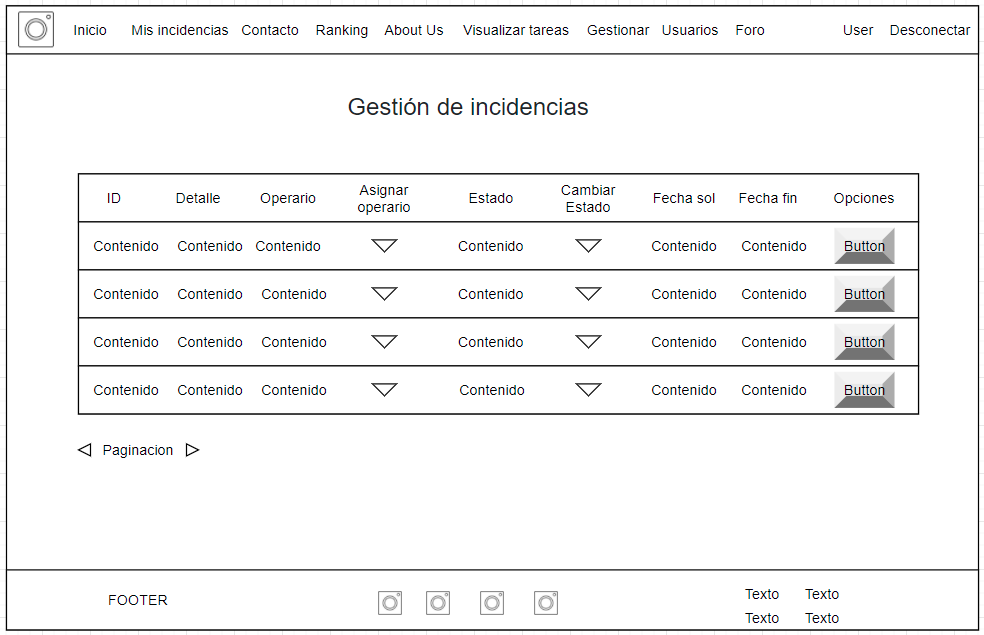 Inicio Mis incidencias Contacto Ranking About Us Visualizar tareas Gestionar Usuarios Foro User Desconectar
Gestión de incidencias
ID Detalle Operario Asignar operario Estado Cambiar Estado Fecha sol Fecha fin Opciones
Contenido Contenido Contenido Contenido Contenido Contenido Button
Contenido Contenido Contenido Contenido Contenido Contenido Button
Contenido Contenido Contenido Contenido Contenido Contenido Button
Contenido Contenido Contenido Contenido Contenido Contenido Button
Paginacion
FOOTER
Texto Texto
Texto Texto